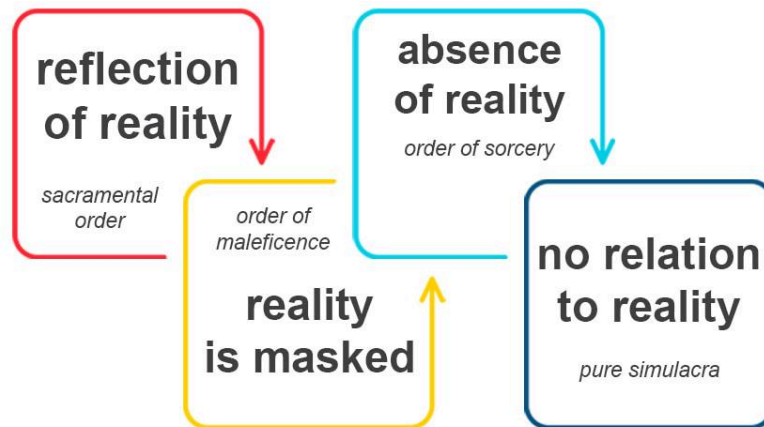 reflection
of reality
sacramental
order
order of
maleficence
reality
is masked
absence
of reality
order of sorcery
no relation
to reality
pure simulacra